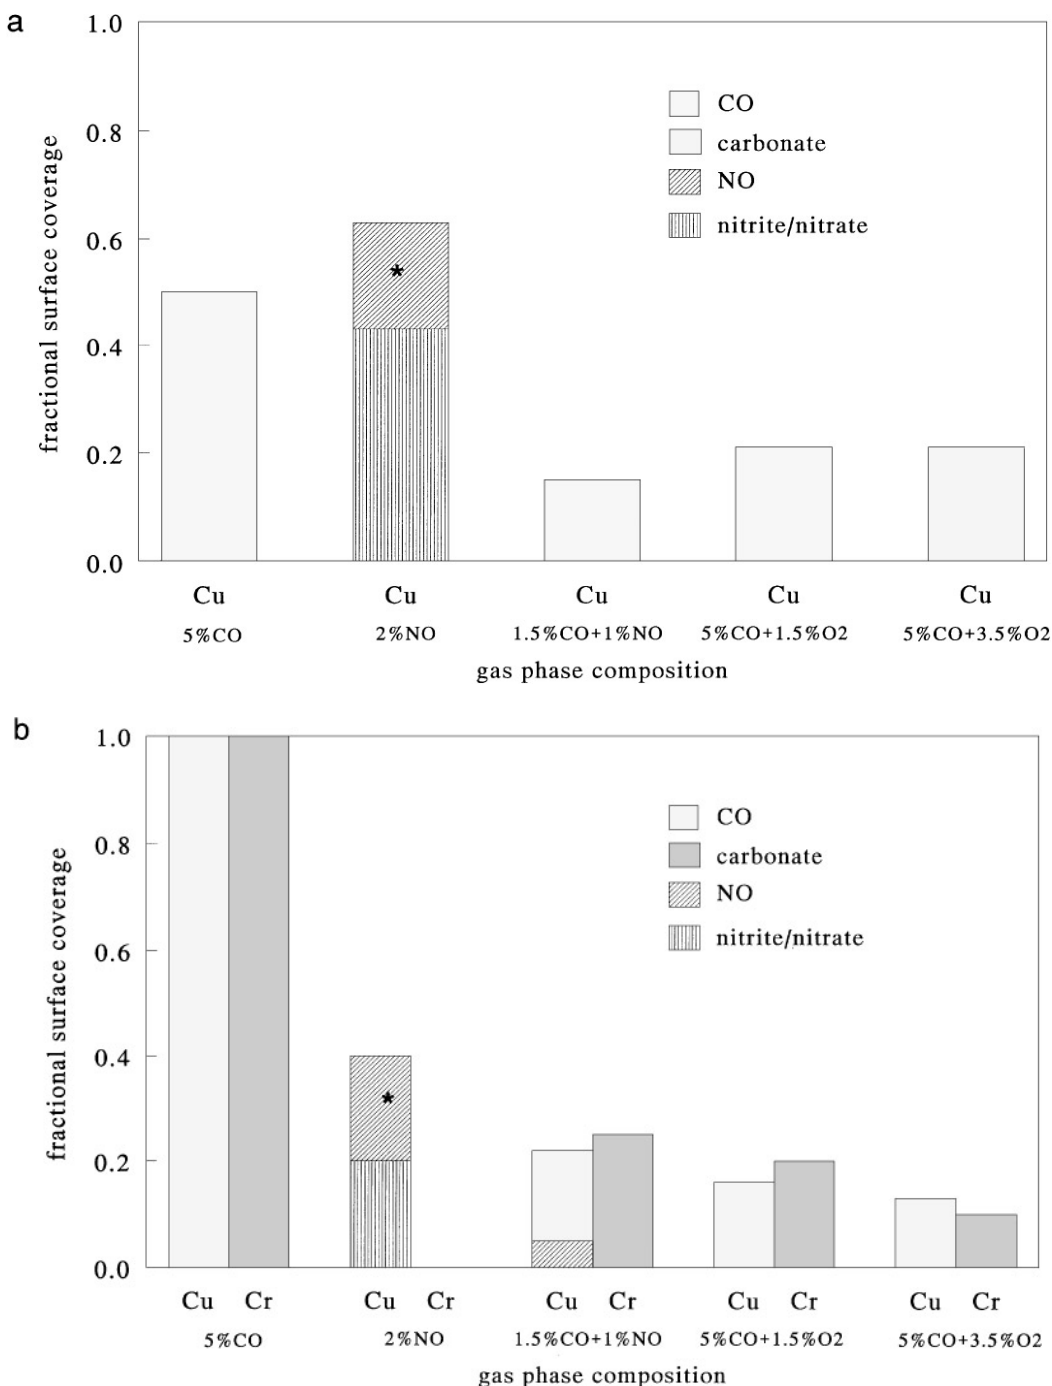 a
1.0
0.8
0.6
0.4
0.2
0.0
fractional surface coverage
CO
carbonate
NO
nitrite/nitrate
*
Cu Cu Cu Cu Cu
5%CO 2%NO 1.5%CO+1%NO 5%CO+1.5%O2 5%CO+3.5%O2
gas phase composition
b
1.0
0.8
0.6
0.4
0.2
0.0
fractional surface coverage
CO
carbonate
NO
nitrite/nitrate
*
Cu Cr Cu Cr Cu Cr Cu Cr Cu Cr
5%CO 2%NO 1.5%CO+1%NO 5%CO+1.5%O2 5%CO+3.5%O2
gas phase composition